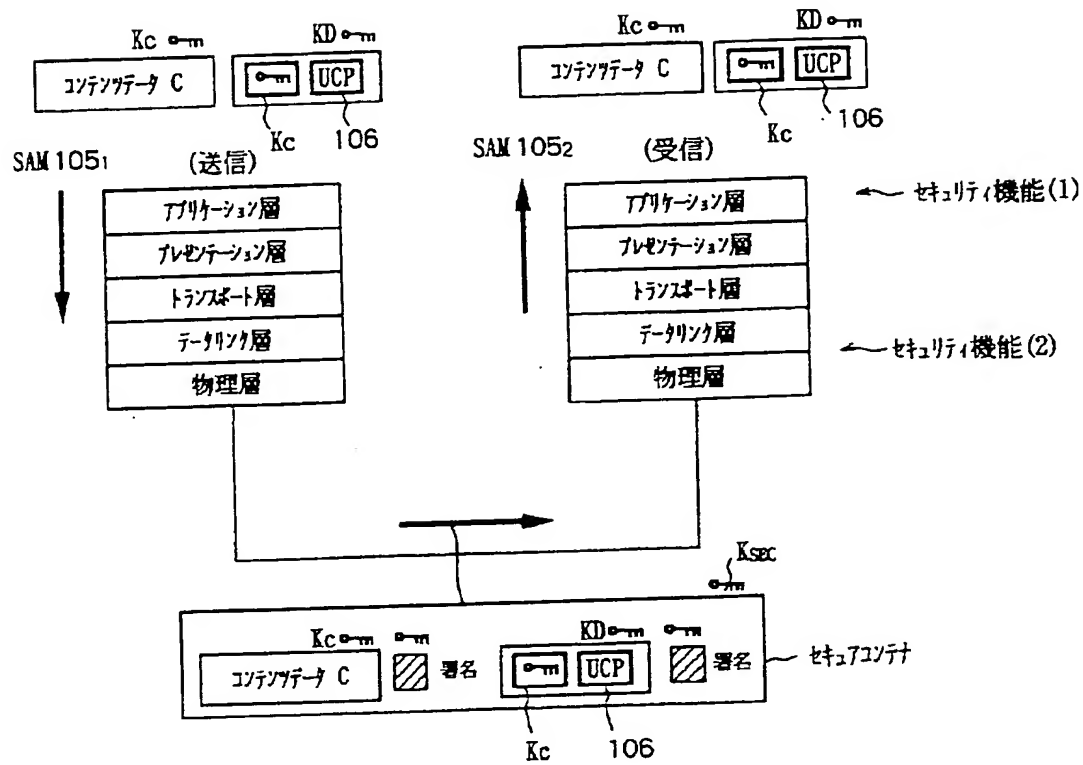 Kc
KD
Kc
KD
コンテンツデータ C
UCP
コンテンツデータ C
UCP
Kc
106
Kc
106
SAM 105₁
(送信)
SAM 105₂
(受信)
アプリケーション層
プレゼンテーション層
トランスポート層
データリンク層
物理層
アプリケーション層
プレゼンテーション層
トランスポート層
データリンク層
物理層
セキュリティ機能(1)
セキュリティ機能(2)
Ksec
Kc
KD
コンテンツデータ C
署名
UCP
署名
セキュアコンテナ
Kc
106